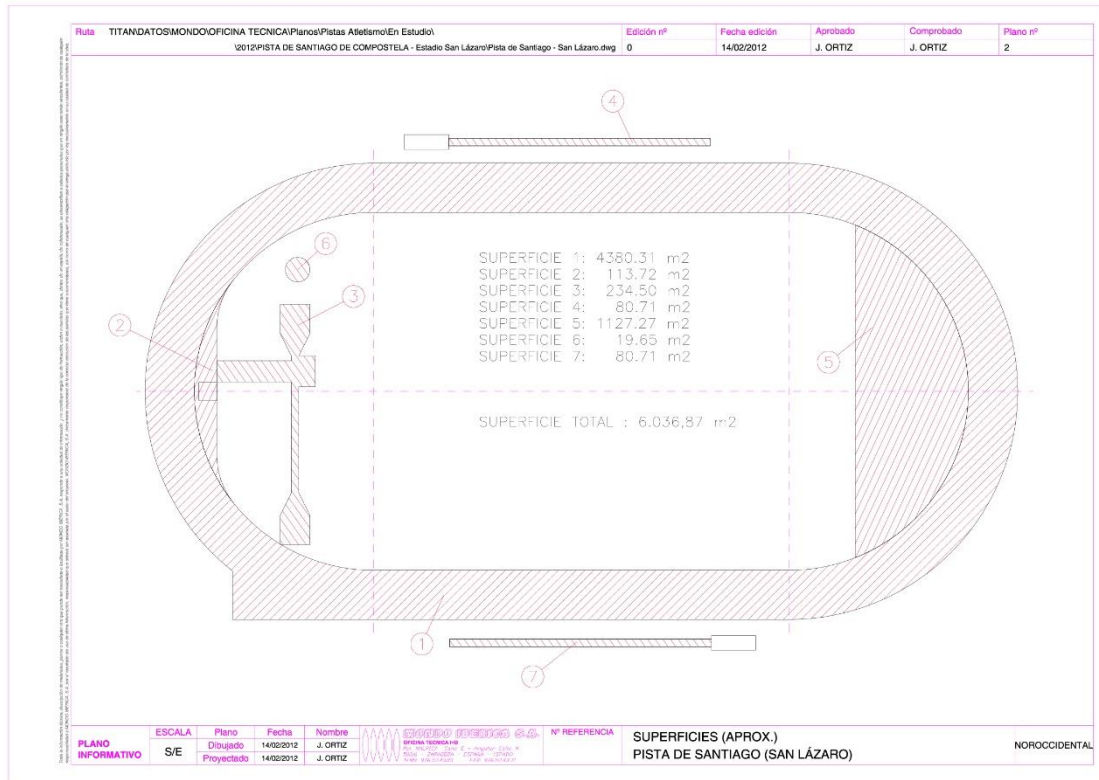 Ruta TITAN\DATOS\MONDO\OFICINA TECNICA\Planos\Pistas Atletismo\En Estudio\
\2012\PISTA DE SANTIAGO DE COMPOSTELA - Estadio San Lázaro\Pista de Santiago - San Lázaro.dwg
Edición nº
0
Fecha edición
14/02/2012
Aprobado
J. ORTIZ
Comprobado
J. ORTIZ
Plano nº
2
4
6
3
2
5
SUPERFICIE 1: 4380.31 m2
SUPERFICIE 2: 113.72 m2
SUPERFICIE 3: 234.50 m2
SUPERFICIE 4: 80.71 m2
SUPERFICIE 5: 1127.27 m2
SUPERFICIE 6: 19.65 m2
SUPERFICIE 7: 80.71 m2
SUPERFICIE TOTAL : 6.036,87 m2
1
7
PLANO
INFORMATIVO
ESCALA
S/E
Plano Fecha Nombre
Dibujado 14/02/2012 J. ORTIZ
Proyectado 14/02/2012 J. ORTIZ
MONDO TECNICA S.A.
OFICINA TECNICA
Nº REFERENCIA
SUPERFICIES (APROX.)
PISTA DE SANTIAGO (SAN LÁZARO)
NOROCCIDENTAL